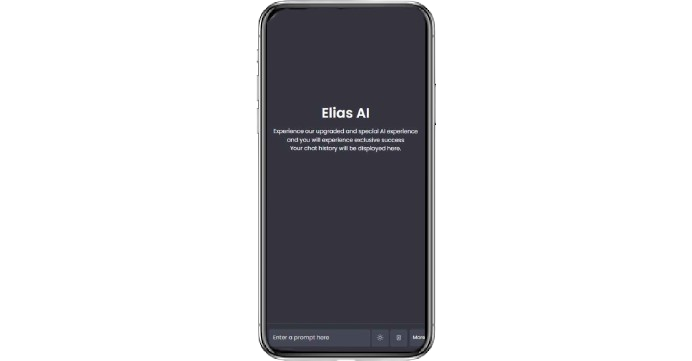 Elias AI
Experience our upgraded and special AI experience
and you will experience exclusive success
Your chat history will be displayed here.
Enter a prompt here
More